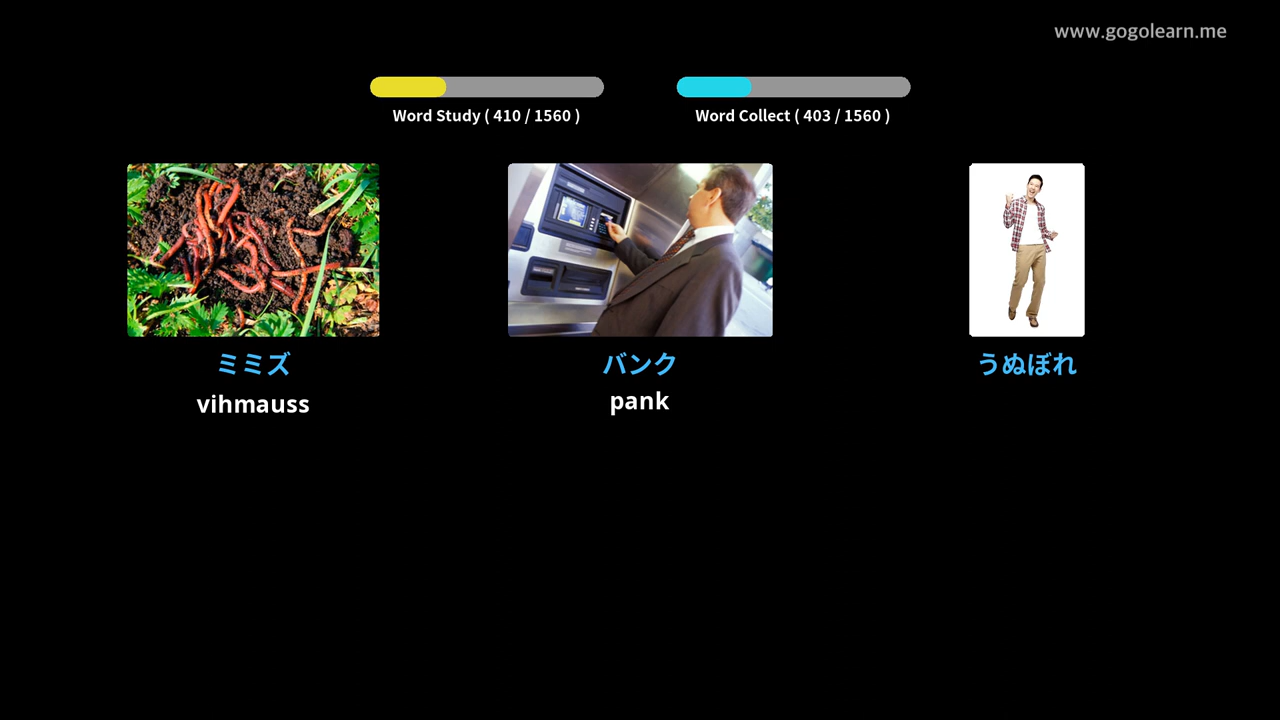 www.gogolearn.me
Word Study ( 410 / 1560 )
Word Collect ( 403 / 1560 )
ミミズ
vihmauss
バンク
pank
うぬぼれ